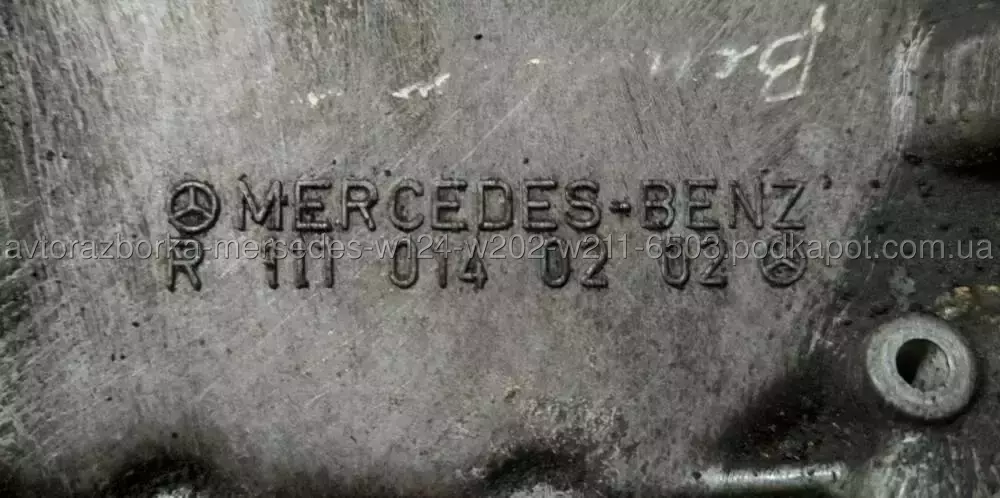 MERCEDES-BENZ
avtorazborka-mersedes-w124-w202-w211-6503.podkapot.com.ua
R 111 014 02 02